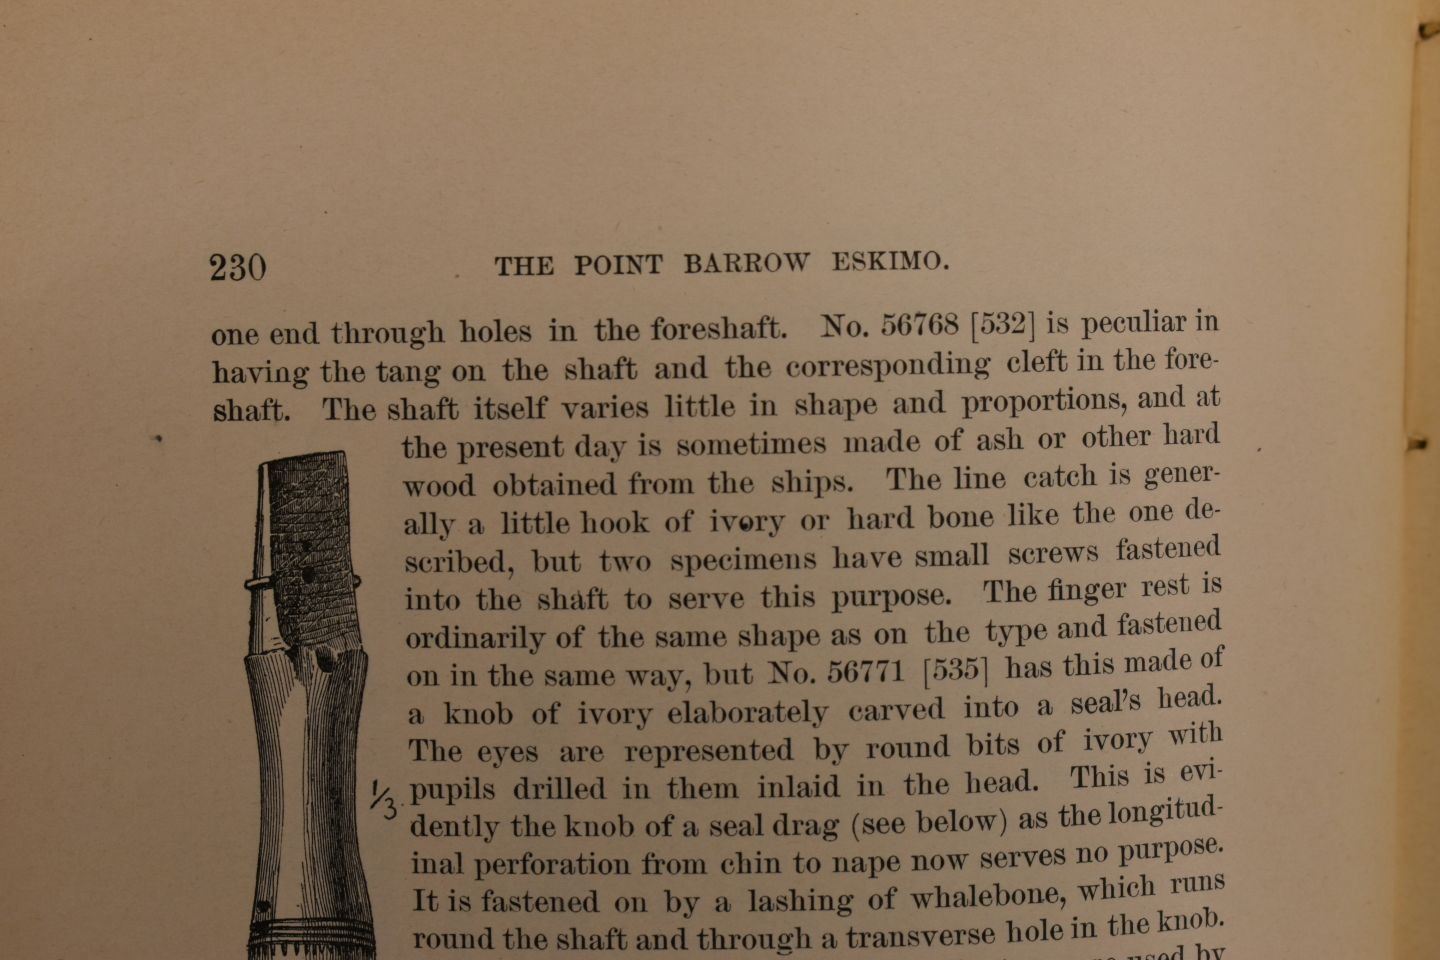 230 THE POINT BARROW ESKIMO.
one end through holes in the foreshaft. No. 56768 [532] is peculiar in
having the tang on the shaft and the corresponding cleft in the fore-
shaft. The shaft itself varies little in shape and proportions, and at
the present day is sometimes made of ash or other hard
wood obtained from the ships. The line catch is gener-
ally a little hook of ivory or hard bone like the one de-
scribed, but two specimens have small screws fastened
into the shaft to serve this purpose. The finger rest is
ordinarily of the same shape as on the type and fastened
on in the same way, but No. 56771 [535] has this made of
a knob of ivory elaborately carved into a seal's head.
The eyes are represented by round bits of ivory with
1/3 pupils drilled in them inlaid in the head. This is evi-
dently the knob of a seal drag (see below) as the longitud-
inal perforation from chin to nape now serves no purpose.
It is fastened on by a lashing of whalebone, which runs
round the shaft and through a transverse hole in the knob.
used by